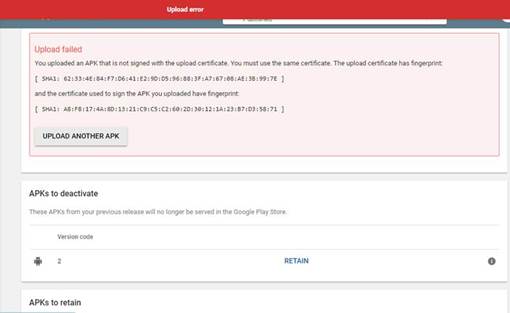 Upload error
Upload failed
You uploaded an APK that is not signed with the upload certificate. You must use the same certificate. The upload certificate has fingerprint:
[ SHA1: 62:33:4E:84:F7:D6:41:E2:9D:D5:96:88:3F:A7:67:08:AE:3B:99:7E ]
and the certificate used to sign the APK you uploaded have fingerprint:
[ SHA1: A8:F8:17:4A:8D:13:21:C9:C5:C2:60:2D:30:12:1A:23:B7:D3:58:71 ]
UPLOAD ANOTHER APK
APKs to deactivate
These APKs from your previous release will no longer be served in the Google Play Store.
Version code
2 RETAIN
APKs to retain